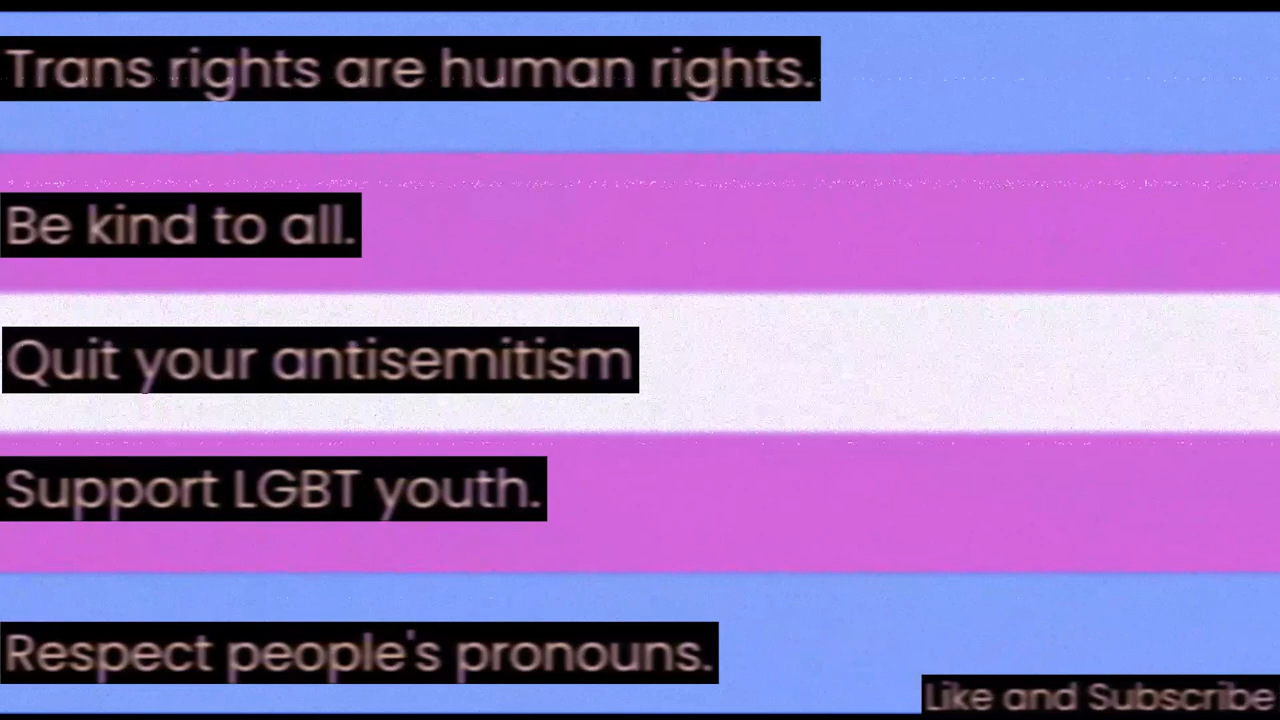 Trans rights are human rights.
Be kind to all.
Quit your antisemitism
Support LGBT youth.
Respect people's pronouns.
Like and Subscribe